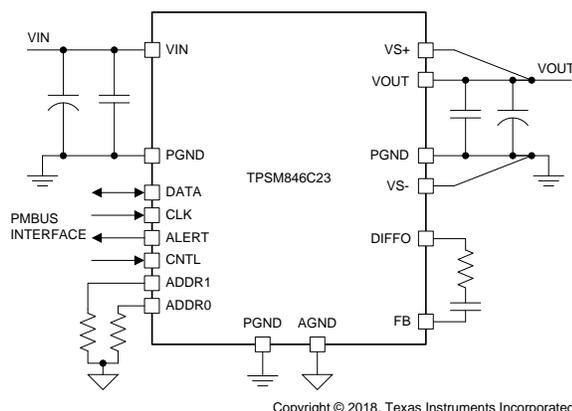 VIN
VIN
VS+
VOUT
VOUT
PGND
PGND
TPSM846C23
VS-
DATA
CLK
PMBUS
INTERFACE
ALERT
DIFFO
CNTL
ADDR1
ADDR0
PGND
AGND
FB
Copyright © 2018, Texas Instruments Incorporated